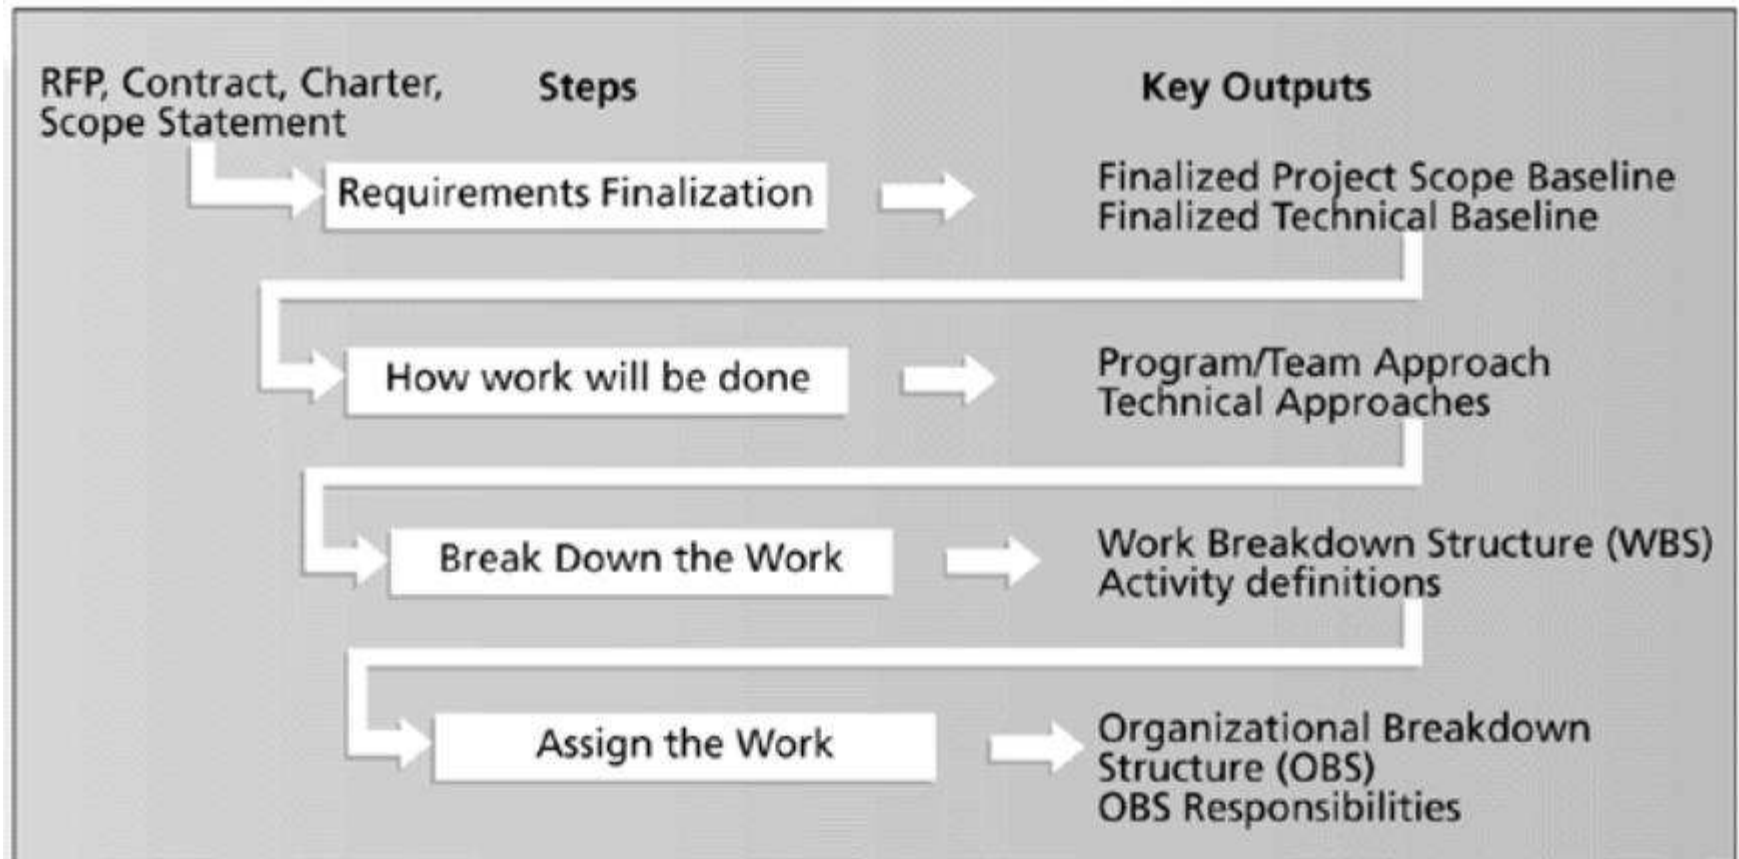 RFP, Contract, Charter,
Scope Statement
Steps
Key Outputs
Requirements Finalization
Finalized Project Scope Baseline
Finalized Technical Baseline
How work will be done
Program/Team Approach
Technical Approaches
Break Down the Work
Work Breakdown Structure (WBS)
Activity definitions
Assign the Work
Organizational Breakdown
Structure (OBS)
OBS Responsibilities